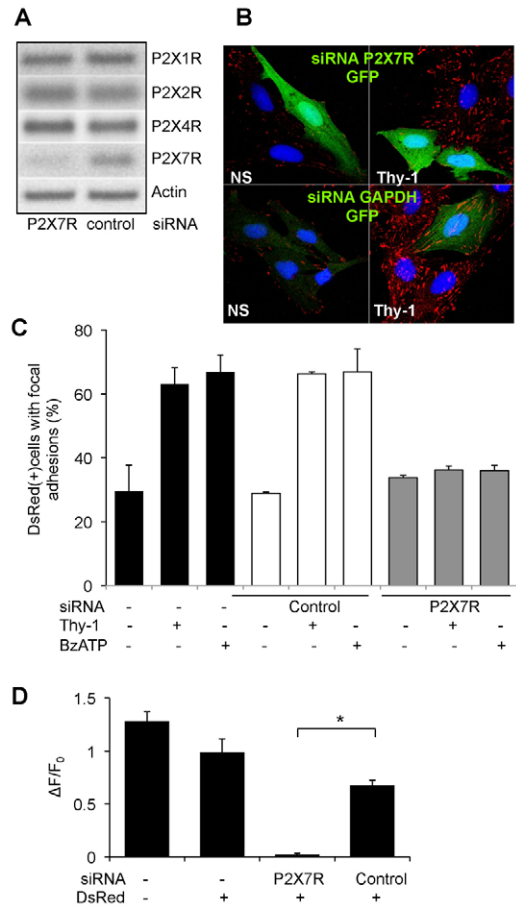 A
P2X1R
P2X2R
P2X4R
P2X7R
Actin
P2X7R control siRNA
B
siRNA P2X7R
GFP
NS Thy-1
siRNA GAPDH
GFP
NS Thy-1
C
DsRed(+)cells with focal
adhesions (%)
80
60
40
20
0
siRNA - - - Control P2X7R
Thy-1 - + - - + - - + -
BzATP - - + - - + - - +
D
ΔF/F0
1.5
1
0.5
0
*
siRNA - - P2X7R Control
DsRed - + + +